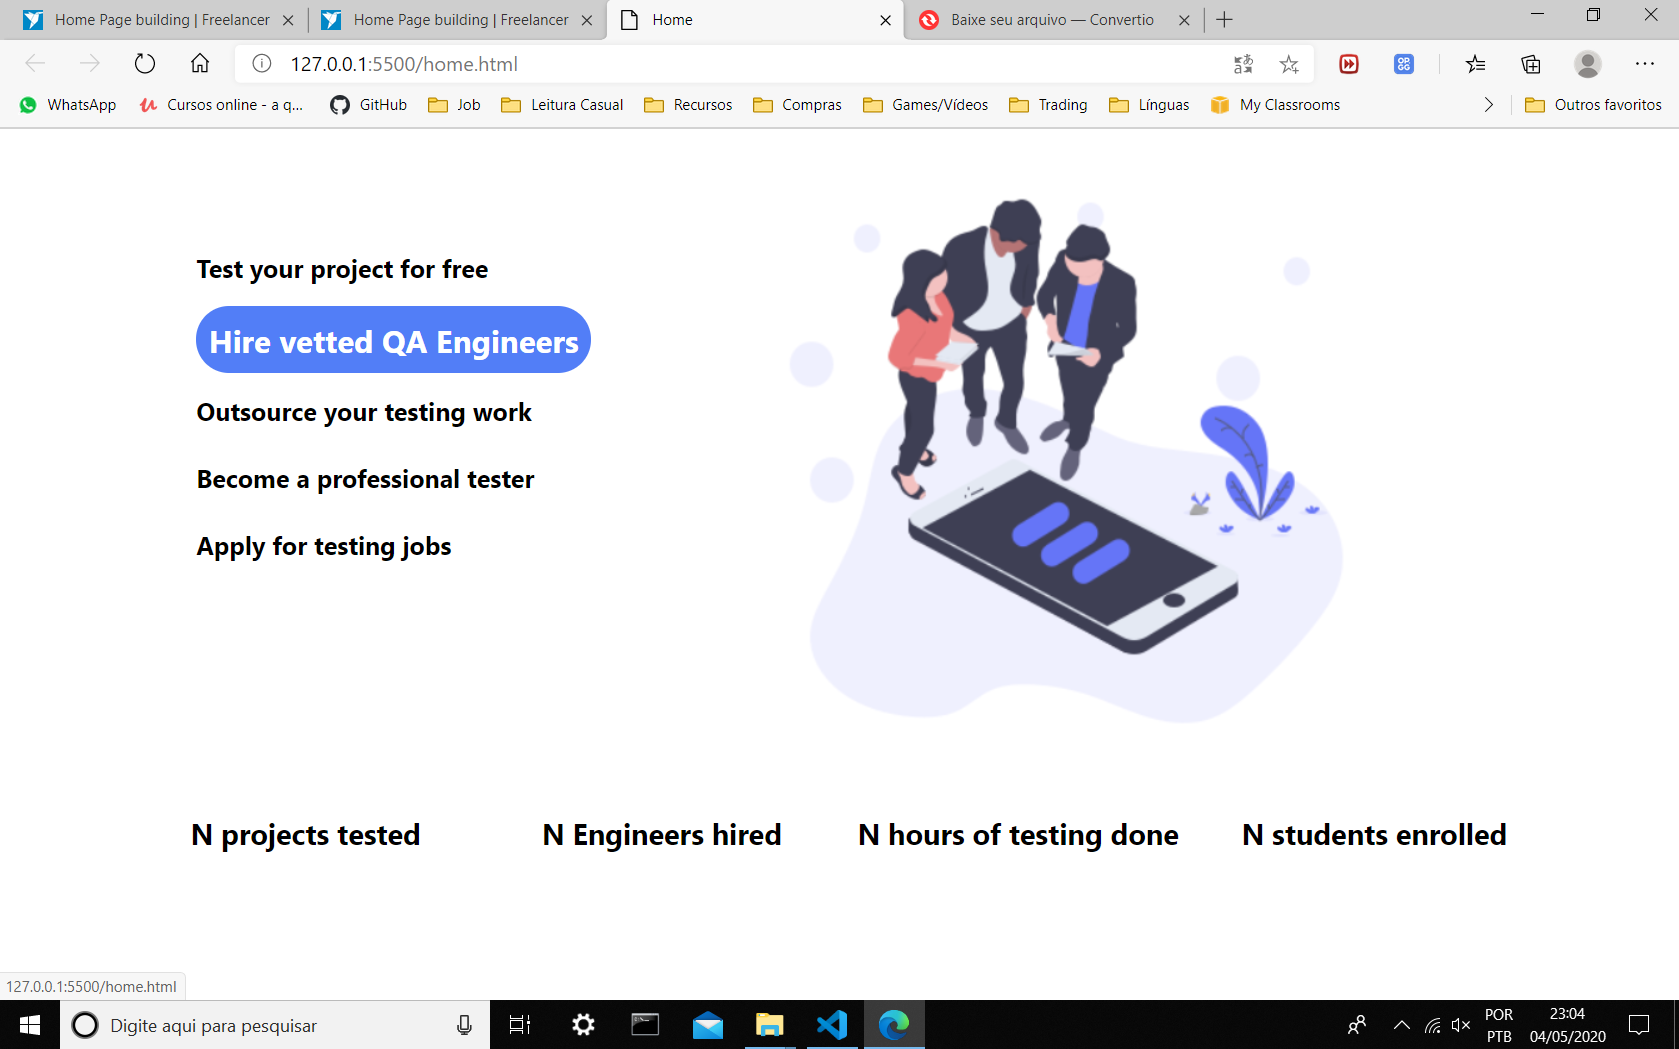 Home Page building | Freelancer
Home Page building | Freelancer
Home
Baixe seu arquivo — Convertio
127.0.0.1:5500/home.html
WhatsApp
Cursos online - a q...
GitHub
Job
Leitura Casual
Recursos
Compras
Games/Vídeos
Trading
Línguas
My Classrooms
Outros favoritos
Test your project for free
Hire vetted QA Engineers
Outsource your testing work
Become a professional tester
Apply for testing jobs
N projects tested
N Engineers hired
N hours of testing done
N students enrolled
127.0.0.1:5500/home.html
Digite aqui para pesquisar
POR
PTB
23:04
04/05/2020